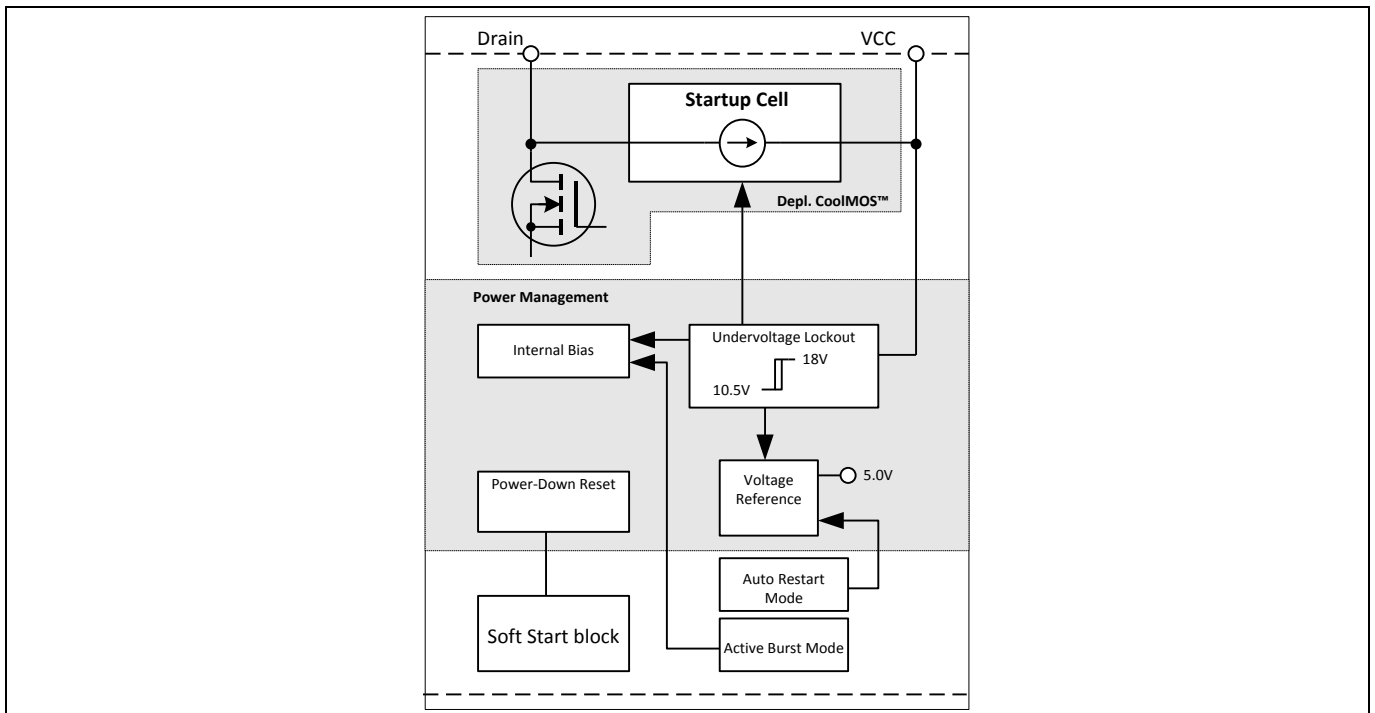 Drain
VCC
Startup Cell
Depl. CoolMOS™
Power Management
Internal Bias
Undervoltage Lockout
18V
10.5V
Power-Down Reset
Voltage
Reference
5.0V
Auto Restart
Mode
Soft Start block
Active Burst Mode